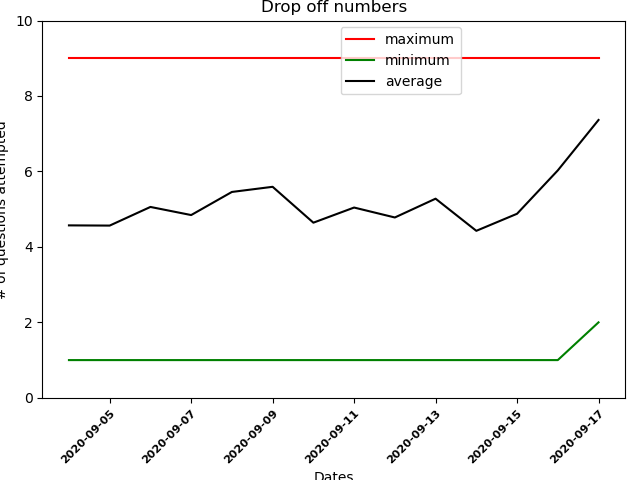 Drop off numbers
10
8
6
4
2
0
# of questions attempted
maximum
minimum
average
2020-09-05
2020-09-07
2020-09-09
2020-09-11
2020-09-13
2020-09-15
2020-09-17
Dates